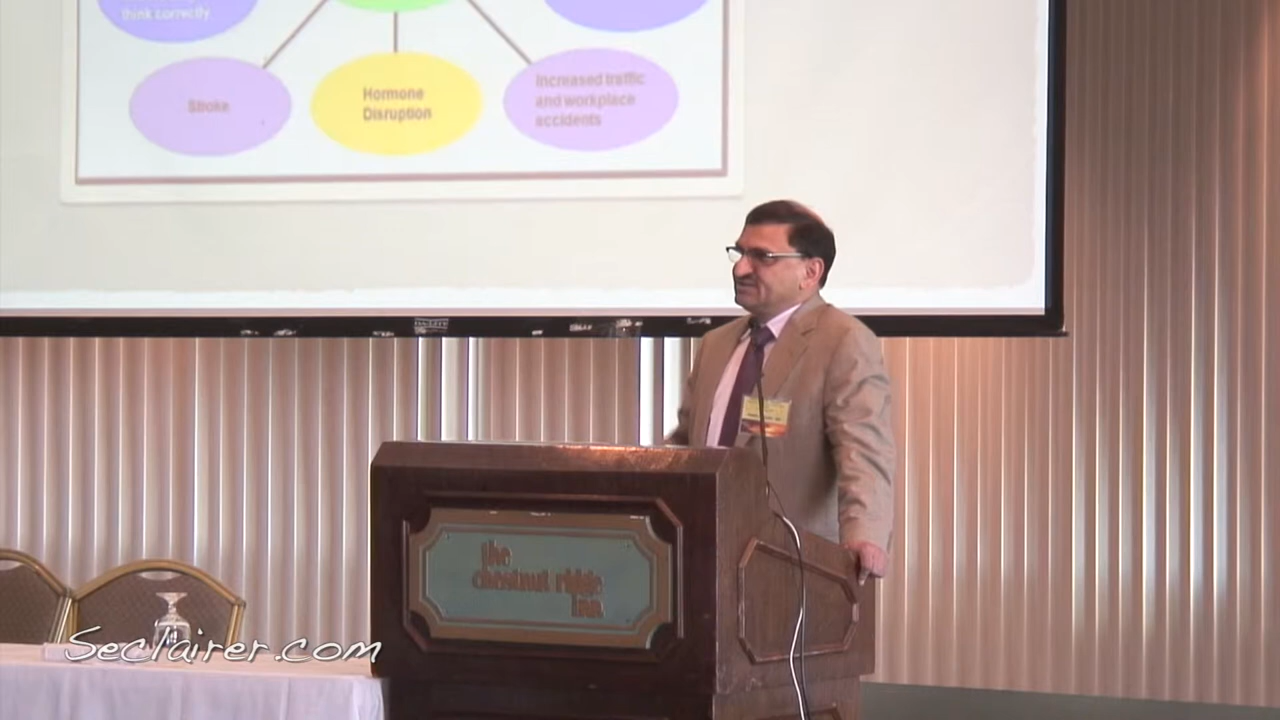 think correctly
Stroke
Hormone
Disruption
Increased traffic
and workplace
accidents
the
chestnut ridge
inn
Seclairer.com